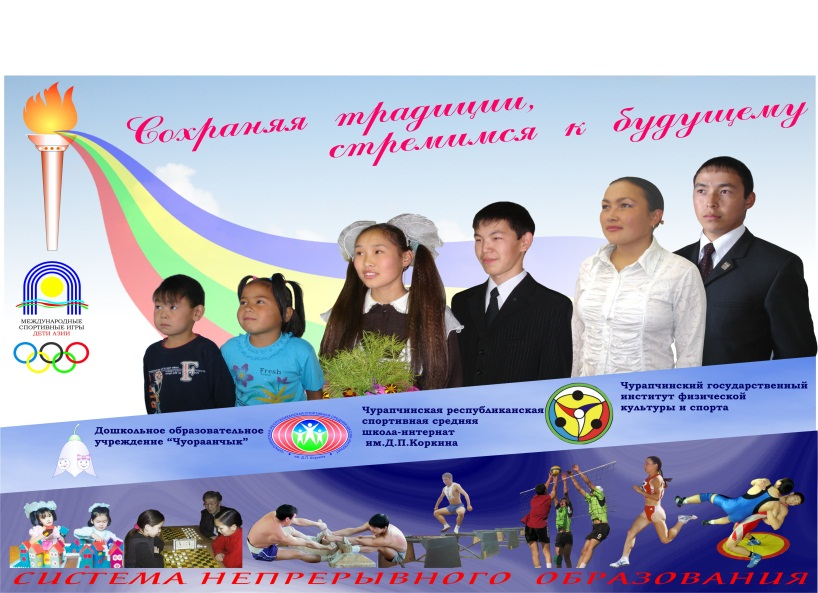 Сохраняя традиции,
стремимся к будущему
МЕЖДУНАРОДНЫЕ
СПОРТИВНЫЕ ИГРЫ
ДЕТИ АЗИИ
F
Fresh
Дошкольное образовательное
учреждение “Чуораанчык”
Чурапчинская республиканская
спортивная средняя
школа-интернат
им.Д.П.Коркина
Чурапчинский государственный
институт физической
культуры и спорта
СИСТЕМА НЕПРЕРЫВНОГО ОБРАЗОВАНИЯ